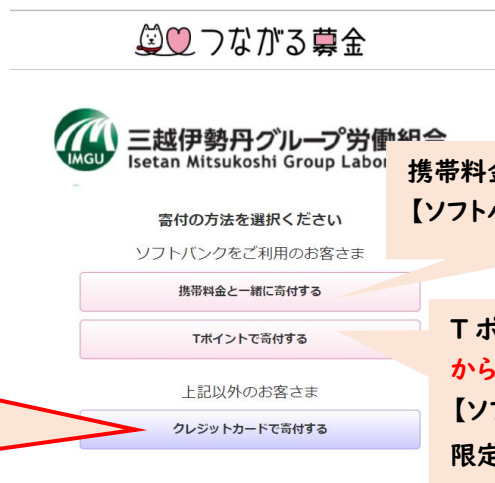 つながる募金
IMGU
三越伊勢丹グループ労働組合
Isetan Mitsukoshi Group Labo
携帯料金
【ソフトバ
寄付の方法を選択ください
ソフトバンクをご利用のお客さま
携帯料金と一緒に寄付する
Tポイントで寄付する
Tポ
から
【ソフ
限定
上記以外のお客さま
クレジットカードで寄付する